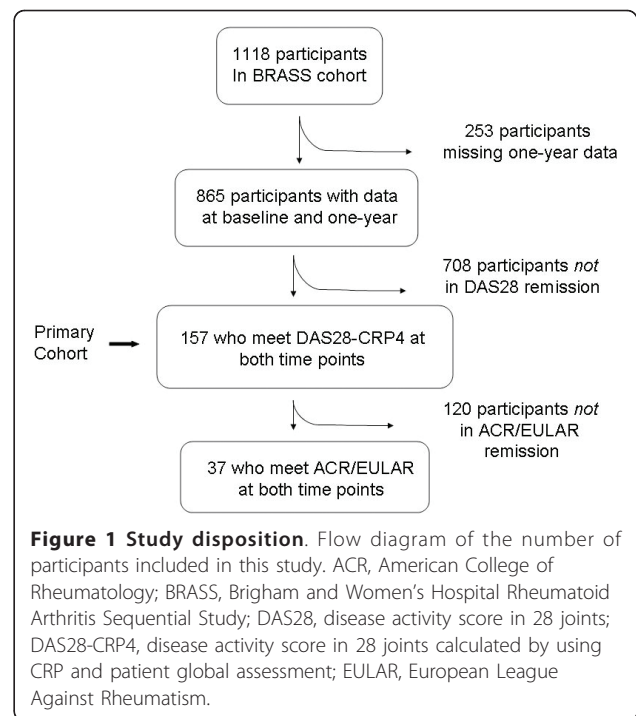 1118 participants
In BRASS cohort
253 participants
missing one-year data
865 participants with data
at baseline and one-year
708 participants not
in DAS28 remission
Primary
Cohort
157 who meet DAS28-CRP4 at
both time points
120 participants not
in ACR/EULAR
remission
37 who meet ACR/EULAR
at both time points
Figure 1 Study disposition. Flow diagram of the number of
participants included in this study. ACR, American College of
Rheumatology; BRASS, Brigham and Women's Hospital Rheumatoid
Arthritis Sequential Study; DAS28, disease activity score in 28 joints;
DAS28-CRP4, disease activity score in 28 joints calculated by using
CRP and patient global assessment; EULAR, European League
Against Rheumatism.